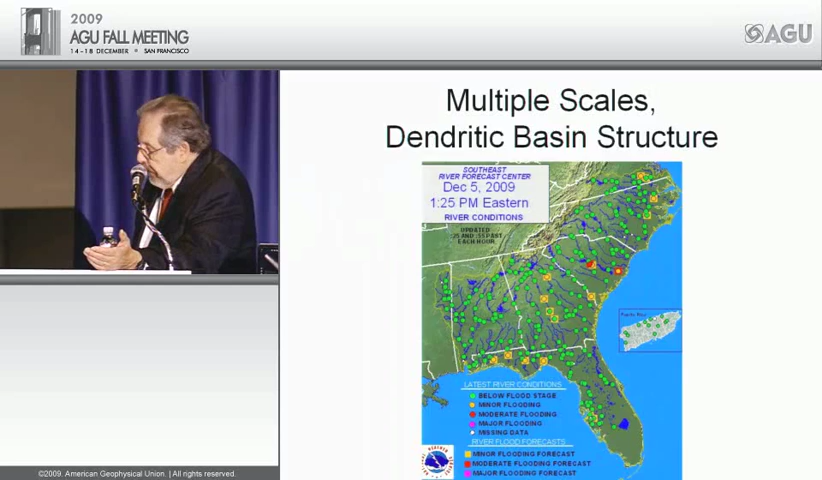 2009
AGU FALL MEETING
14 - 18 DECEMBER • SAN FRANCISCO
AGU
Multiple Scales,
Dendritic Basin Structure
SOUTHEAST
RIVER FORECAST CENTER
Dec 5, 2009
1:25 PM Eastern
RIVER CONDITIONS
UPDATED
:25 AND :55 PAST
EACH HOUR
Puerto Rico
LATEST RIVER CONDITIONS
BELOW FLOOD STAGE
MINOR FLOODING
MODERATE FLOODING
MAJOR FLOODING
MISSING DATA
RIVER FLOOD FORECASTS
MINOR FLOODING FORECAST
MODERATE FLOODING FORECAST
MAJOR FLOODING FORECAST
©2009. American Geophysical Union. | All rights reserved.